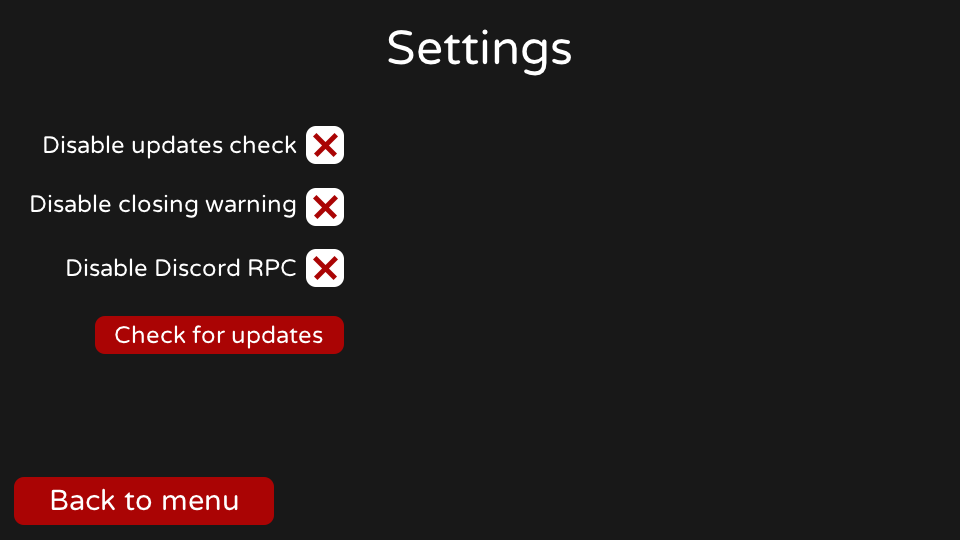 Settings
Disable updates check
Disable closing warning
Disable Discord RPC
Check for updates
Back to menu